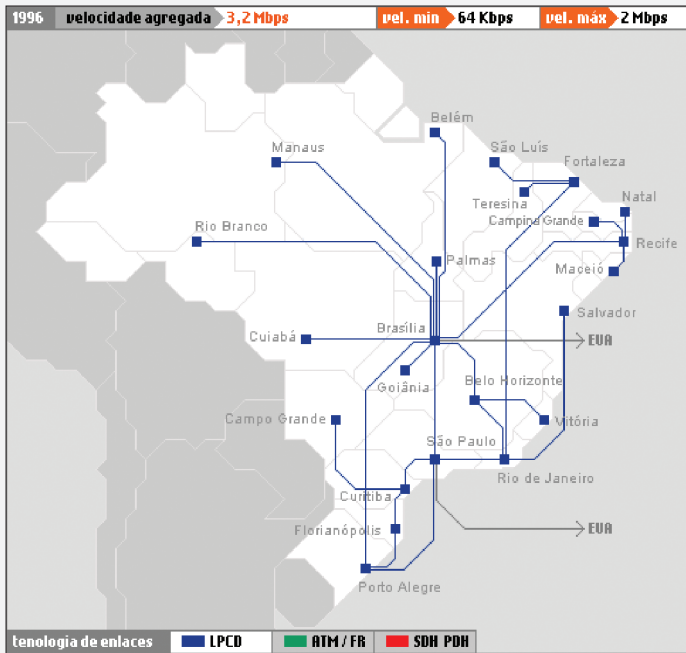 1996 velocidade agregada 3,2 Mbps vel. min 64 Kbps vel. máx 2 Mbps
Belém
Manaus
São Luís
Fortaleza
Teresina
Natal
Campina Grande
Rio Branco
Recife
Palmas
Maceió
Salvador
Brasília
Cuiabá
EUA
Goiânia
Belo Horizonte
Campo Grande
Vitória
São Paulo
Rio de Janeiro
Curitiba
Florianópolis
EUA
Porto Alegre
tenologia de enlaces LPCD ATM / FR SDH PDH